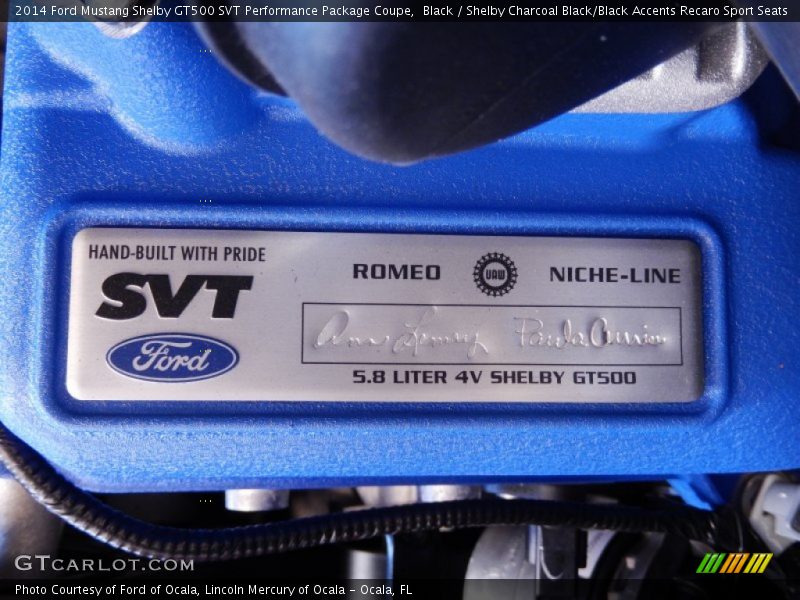 2014 Ford Mustang Shelby GT500 SVT Performance Package Coupe,  Black / Shelby Charcoal Black/Black Accents Recaro Sport Seats
HAND-BUILT WITH PRIDE
SVT
Ford
ROMEO UAW NICHE-LINE
5.8 LITER 4V SHELBY GT500
GTCARLOT.COM
Photo Courtesy of Ford of Ocala, Lincoln Mercury of Ocala - Ocala, FL